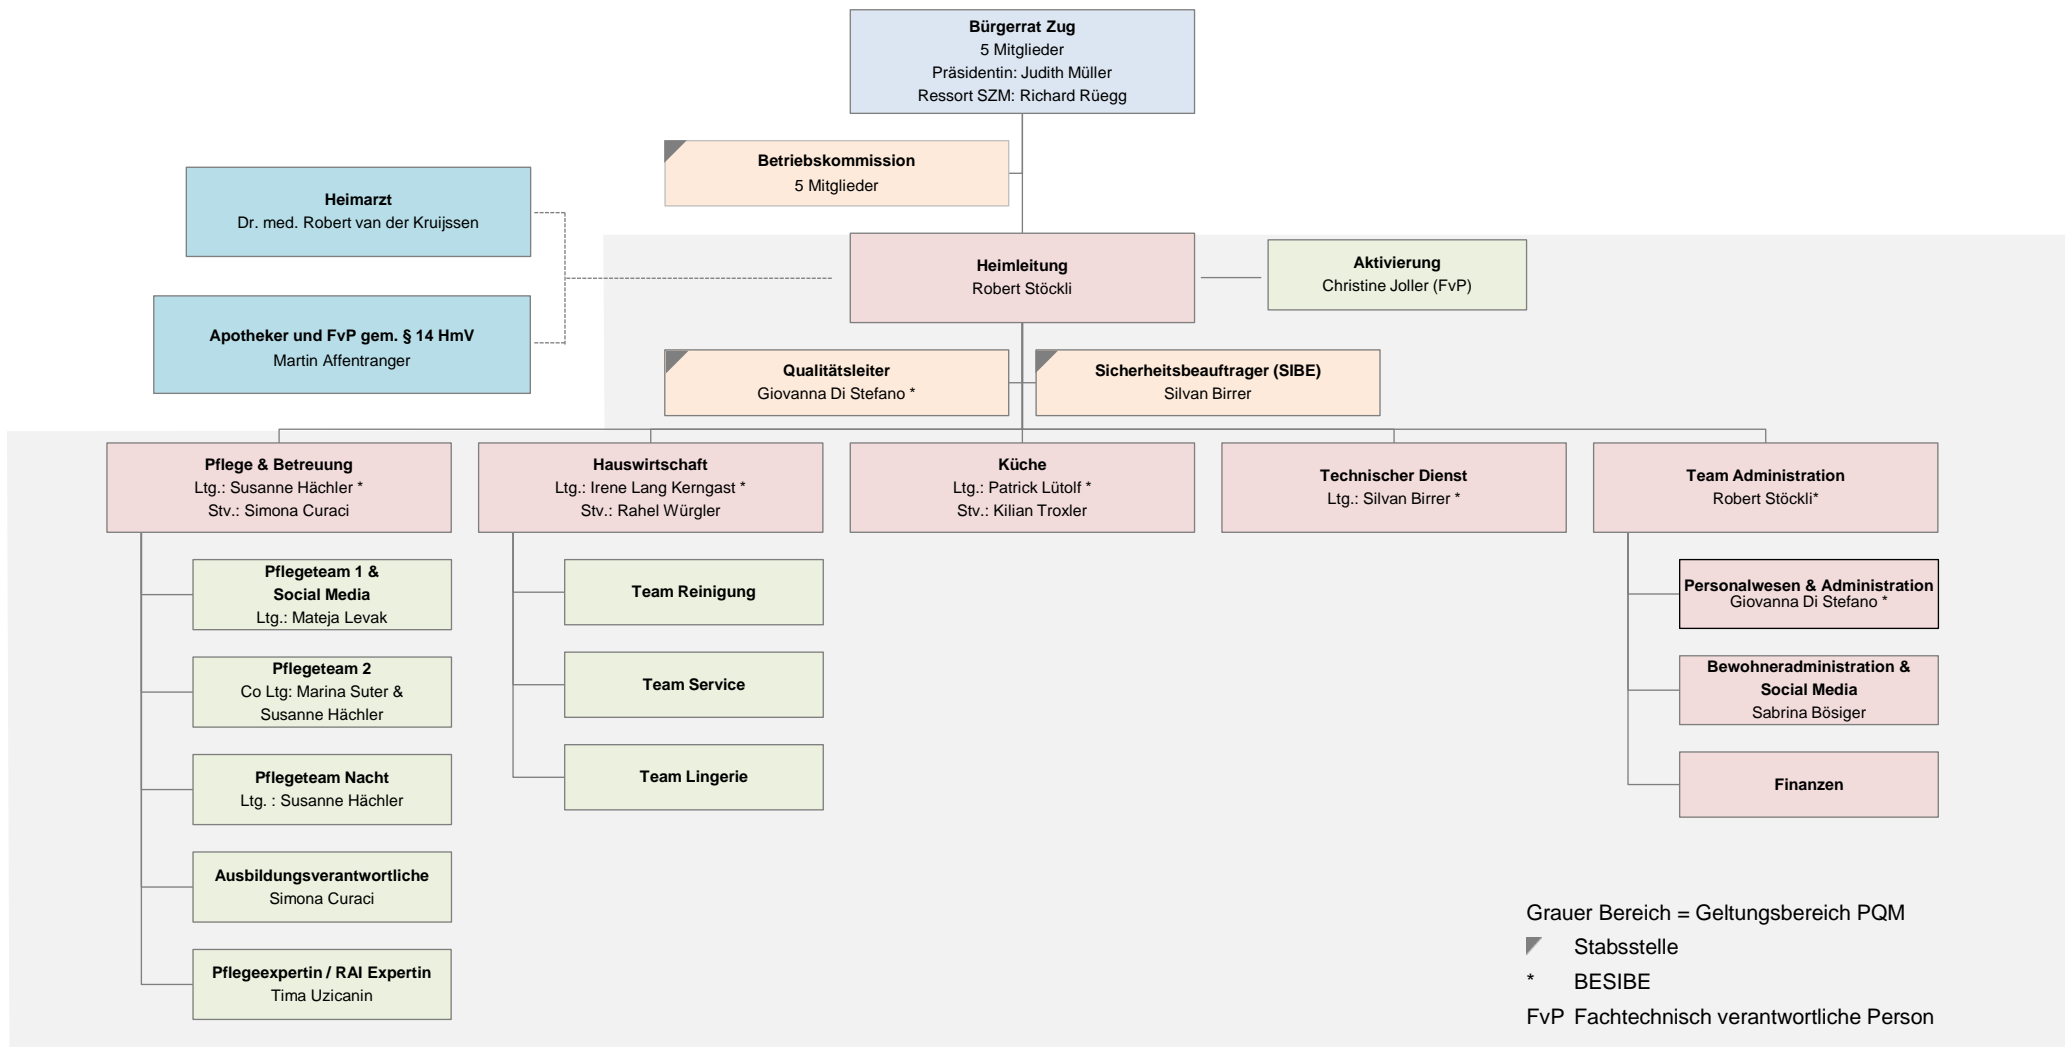 Bürgerrat Zug
5 Mitglieder
Präsidentin: Judith Müller
Ressort SZM: Richard Rüegg
Betriebskommission
5 Mitglieder
Heimarzt
Dr. med. Robert van der Kruijssen
Apotheker und FvP gem. § 14 HmV
Martin Affentranger
Heimleitung
Robert Stöckli
Aktivierung
Christine Joller (FvP)
Qualitätsleiter
Giovanna Di Stefano *
Sicherheitsbeauftrager (SIBE)
Silvan Birrer
Pflege & Betreuung
Ltg.: Susanne Hächler *
Stv.: Simona Curaci
Hauswirtschaft
Ltg.: Irene Lang Kerngast *
Stv.: Rahel Würgler
Küche
Ltg.: Patrick Lütolf *
Stv.: Kilian Troxler
Technischer Dienst
Ltg.: Silvan Birrer *
Team Administration
Robert Stöckli*
Pflegeteam 1 &
Social Media
Ltg.: Mateja Levak
Pflegeteam 2
Co Ltg: Marina Suter &
Susanne Hächler
Pflegeteam Nacht
Ltg. : Susanne Hächler
Ausbildungsverantwortliche
Simona Curaci
Pflegeexpertin / RAI Expertin
Tima Uzicanin
Team Reinigung
Team Service
Team Lingerie
Personalwesen & Administration
Giovanna Di Stefano *
Bewohneradministration &
Social Media
Sabrina Bösiger
Finanzen
Grauer Bereich = Geltungsbereich PQM
Stabsstelle
* BESIBE
FvP Fachtechnisch verantwortliche Person